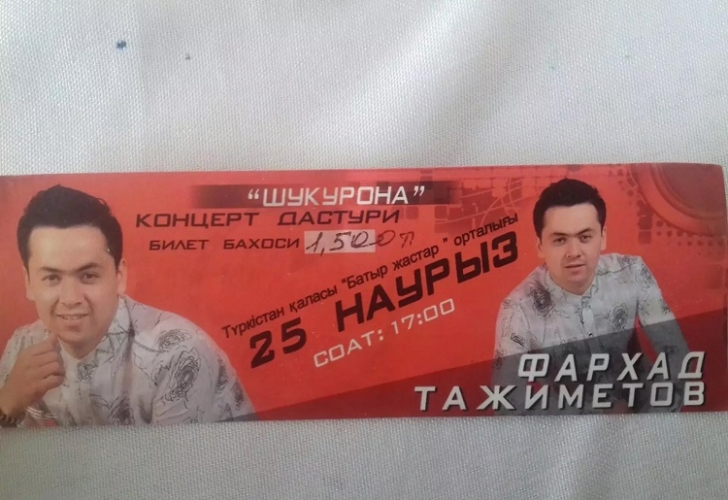 “ШУКУРОНА”
КОНЦЕРТ ДАСТУРИ
БИЛЕТ БАХОСИ 1,500 тг
Түркістан қаласы "Батыр жастар" орталығы
25 НАУРЫЗ
СОАТ: 17:00
ФАРХАД
ТАЖИМЕТОВ